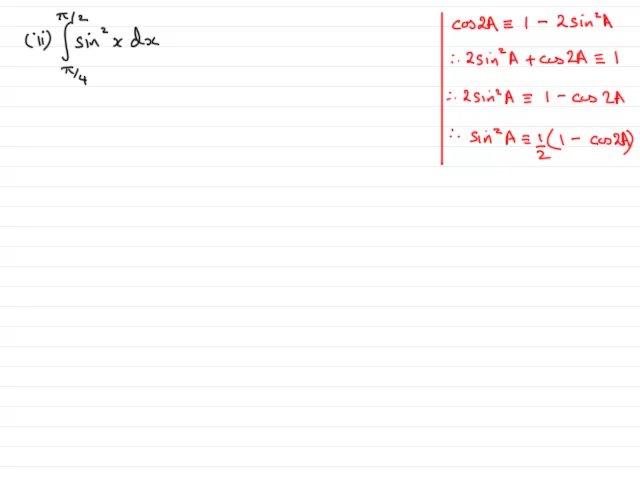 (ii) ∫_{π/4}^{π/2} sin² x dx
cos2A ≡ 1 − 2sin²A
∴ 2sin²A + cos2A ≡ 1
∴ 2sin²A ≡ 1 − cos 2A
∴ sin²A ≡ ½(1 − cos2A)